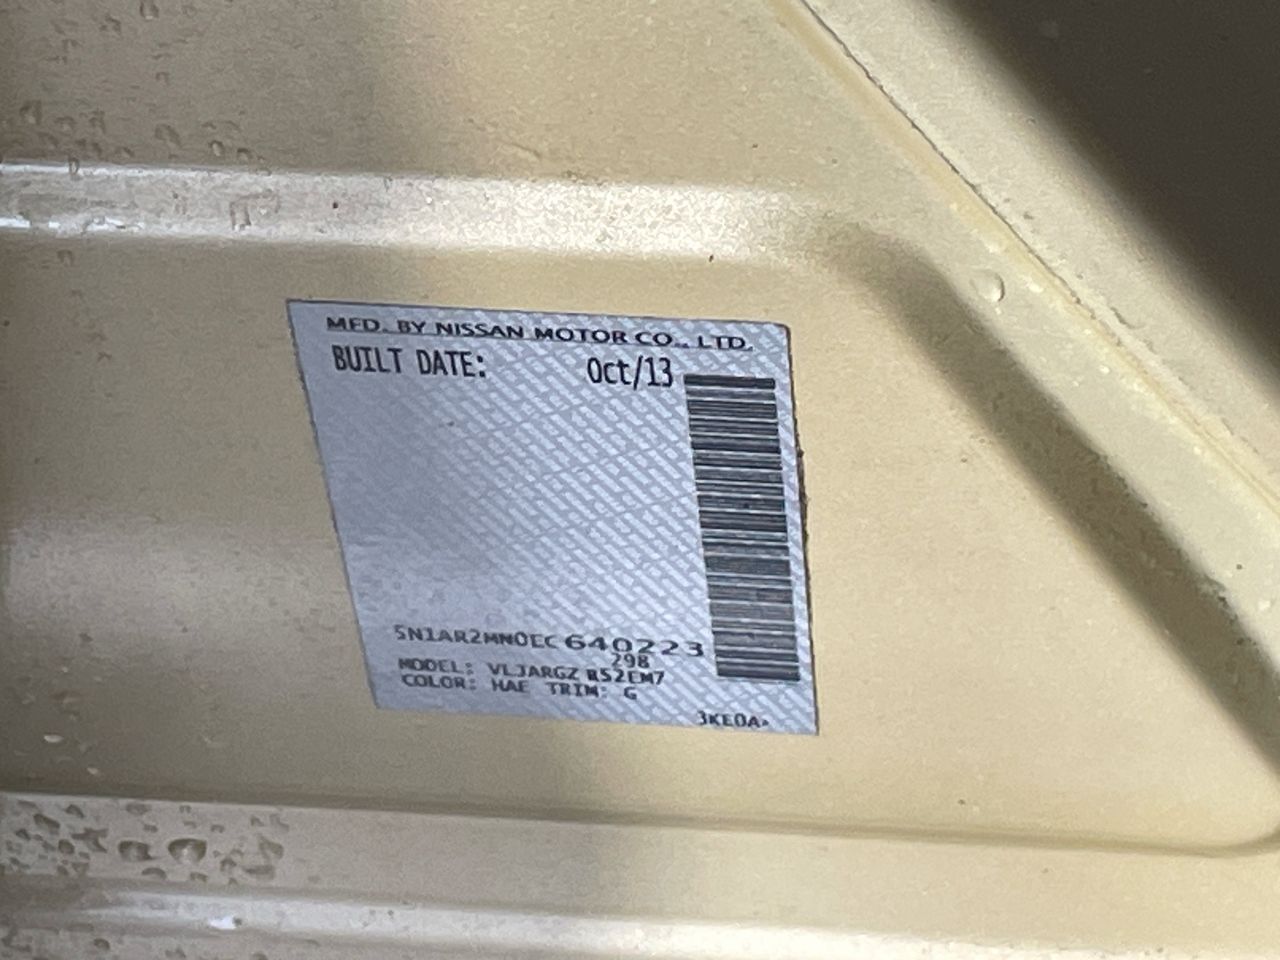 MFD. BY NISSAN MOTOR CO., LTD.
BUILT DATE: Oct/13
5N1AR2MN0EC640223
298
MODEL: VLJARGZ R52EM7
COLOR: HAE TRIM: G
3KE0A